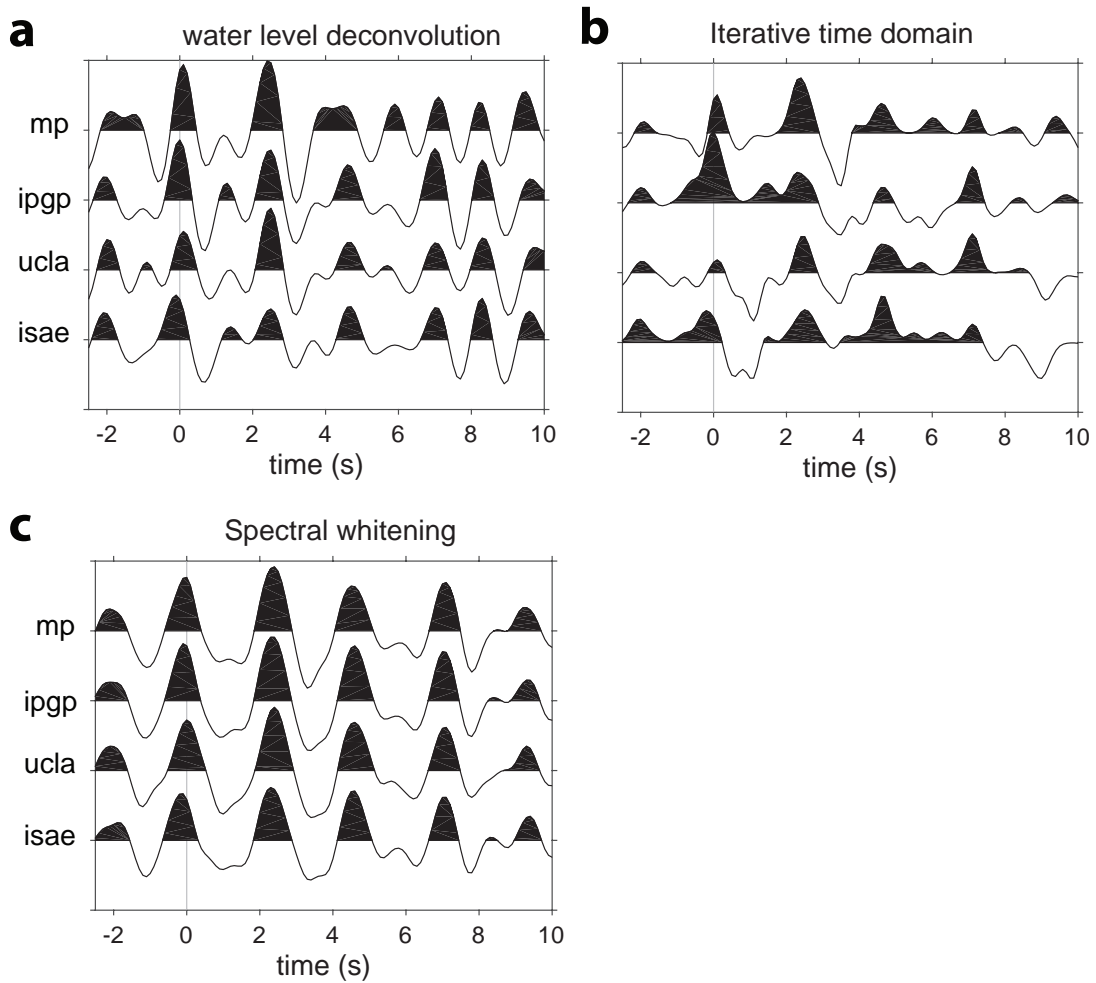 a
water level deconvolution
mp
ipgp
ucla
isae
-2 0 2 4 6 8 10
time (s)
b
Iterative time domain
-2 0 2 4 6 8 10
time (s)
c
Spectral whitening
mp
ipgp
ucla
isae
-2 0 2 4 6 8 10
time (s)